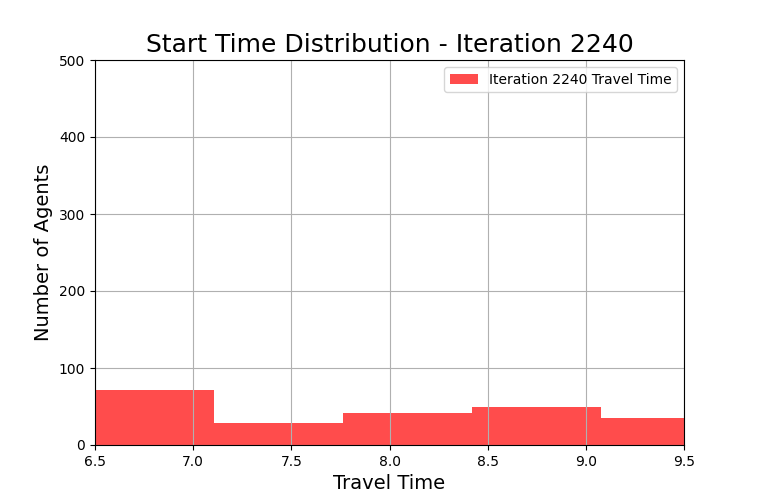 Start Time Distribution - Iteration 2240
Iteration 2240 Travel Time
Number of Agents
500
400
300
200
100
0
6.5 7.0 7.5 8.0 8.5 9.0 9.5
Travel Time